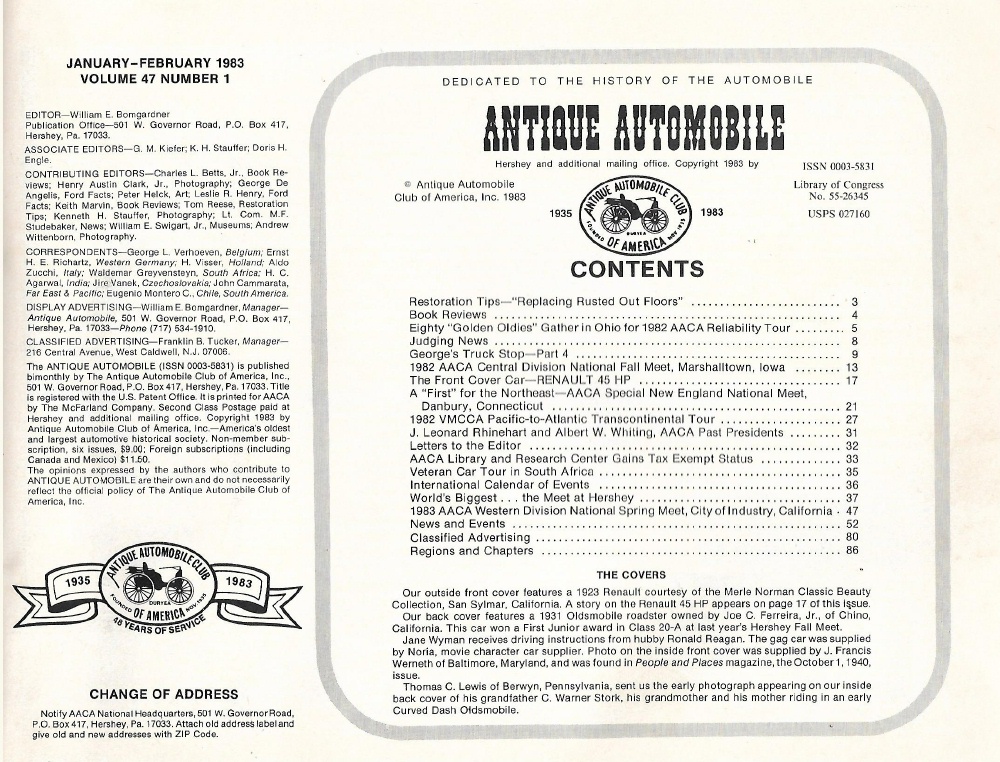 JANUARY–FEBRUARY 1983
VOLUME 47 NUMBER 1
EDITOR—William E. Bomgardner
Publication Office—501 W. Governor Road, P.O. Box 417,
Hershey, Pa. 17033.
ASSOCIATE EDITORS—G. M. Kiefer; K. H. Stauffer; Doris H.
Engle.
CONTRIBUTING EDITORS—Charles L. Betts, Jr., Book Re-
views; Henry Austin Clark, Jr., Photography; George De
Angelis, Ford Facts; Peter Helck, Art; Leslie R. Henry, Ford
Facts; Keith Marvin, Book Reviews; Tom Reese, Restoration
Tips; Kenneth H. Stauffer, Photography; Lt. Com. M.F.
Studebaker, News; William E. Swigart, Jr., Museums; Andrew
Wittenborn, Photography.
CORRESPONDENTS—George L. Verhoeven, Belgium; Ernst
H. E. Richartz, Western Germany; H. Visser, Holland; Aldo
Zucchi, Italy; Waldemar Greyvensteyn, South Africa; H. C.
Agarwal, India; Jire Vanek, Czechoslovakia; John Cammarata,
Far East & Pacific; Eugenio Montero C., Chile, South America.
DISPLAY ADVERTISING—William E. Bomgardner, Manager—
Antique Automobile, 501 W. Governor Road, P.O. Box 417,
Hershey, Pa. 17033—Phone (717) 534-1910.
CLASSIFIED ADVERTISING—Franklin B. Tucker, Manager—
216 Central Avenue, West Caldwell, N.J. 07006.
The ANTIQUE AUTOMOBILE (ISSN 0003-5831) is published
bimonthly by The Antique Automobile Club of America, Inc.,
501 W. Governor Road, P.O. Box 417, Hershey, Pa. 17033. Title
is registered with the U.S. Patent Office. It is printed for AACA
by The McFarland Company. Second Class Postage paid at
Hershey and additional mailing office. Copyright 1983 by
Antique Automobile Club of America, Inc.—America's oldest
and largest automotive historical society. Non-member sub-
scription, six issues, $9.00; Foreign subscriptions (including
Canada and Mexico) $11.50.
The opinions expressed by the authors who contribute to
ANTIQUE AUTOMOBILE are their own and do not necessarily
reflect the official policy of The Antique Automobile Club of
America, Inc.
1935
ANTIQUE AUTOMOBILE CLUB
OF AMERICA
FOUNDED
DURYEA
NOV. 1935
1983
48 YEARS OF SERVICE
CHANGE OF ADDRESS
Notify AACA National Headquarters, 501 W. Governor Road,
P.O. Box 417, Hershey, Pa. 17033. Attach old address label and
give old and new addresses with ZIP Code.
DEDICATED TO THE HISTORY OF THE AUTOMOBILE
ANTIQUE AUTOMOBILE
Hershey and additional mailing office. Copyright 1983 by
© Antique Automobile
Club of America, Inc. 1983
1935
ANTIQUE AUTOMOBILE CLUB
OF AMERICA
FOUNDED
DURYEA
NOV. 1935
1983
ISSN 0003-5831
Library of Congress
No. 55-26345
USPS 027160
CONTENTS
Restoration Tips—"Replacing Rusted Out Floors" .................... 3
Book Reviews .................... 4
Eighty "Golden Oldies" Gather in Ohio for 1982 AACA Reliability Tour ........ 5
Judging News .................... 8
George's Truck Stop—Part 4 .................... 9
1982 AACA Central Division National Fall Meet, Marshalltown, Iowa ........ 13
The Front Cover Car—RENAULT 45 HP .................... 17
A "First" for the Northeast—AACA Special New England National Meet,
Danbury, Connecticut .................... 21
1982 VMCCA Pacific-to-Atlantic Transcontinental Tour .................... 27
J. Leonard Rhinehart and Albert W. Whiting, AACA Past Presidents ......... 31
Letters to the Editor .................... 32
AACA Library and Research Center Gains Tax Exempt Status ............. 33
Veteran Car Tour in South Africa .................... 35
International Calendar of Events .................... 36
World's Biggest . . . the Meet at Hershey .................... 37
1983 AACA Western Division National Spring Meet, City of Industry, California . 47
News and Events .................... 52
Classified Advertising .................... 80
Regions and Chapters .................... 86
THE COVERS
Our outside front cover features a 1923 Renault courtesy of the Merle Norman Classic Beauty
Collection, San Sylmar, California. A story on the Renault 45 HP appears on page 17 of this issue.
Our back cover features a 1931 Oldsmobile roadster owned by Joe C. Ferreira, Jr., of Chino,
California. This car won a First Junior award in Class 20-A at last year's Hershey Fall Meet.
Jane Wyman receives driving instructions from hubby Ronald Reagan. The gag car was supplied
by Noria, movie character car supplier. Photo on the inside front cover was supplied by J. Francis
Werneth of Baltimore, Maryland, and was found in People and Places magazine, the October 1, 1940,
issue.
Thomas C. Lewis of Berwyn, Pennsylvania, sent us the early photograph appearing on our inside
back cover of his grandfather C. Warner Stork, his grandmother and his mother riding in an early
Curved Dash Oldsmobile.